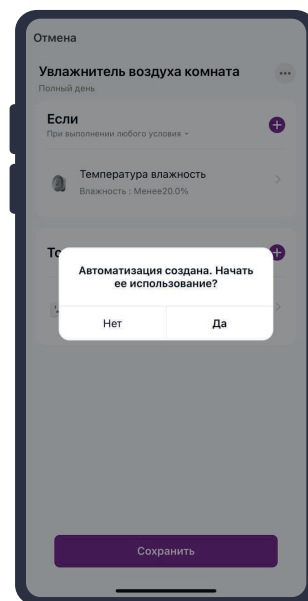 Отмена
Увлажнитель воздуха комната
Полный день
Если
При выполнении любого условия
Температура влажность
Влажность : Менее20.0%
То
Автоматизация создана. Начать
ее использование?
Нет
Да
Сохранить